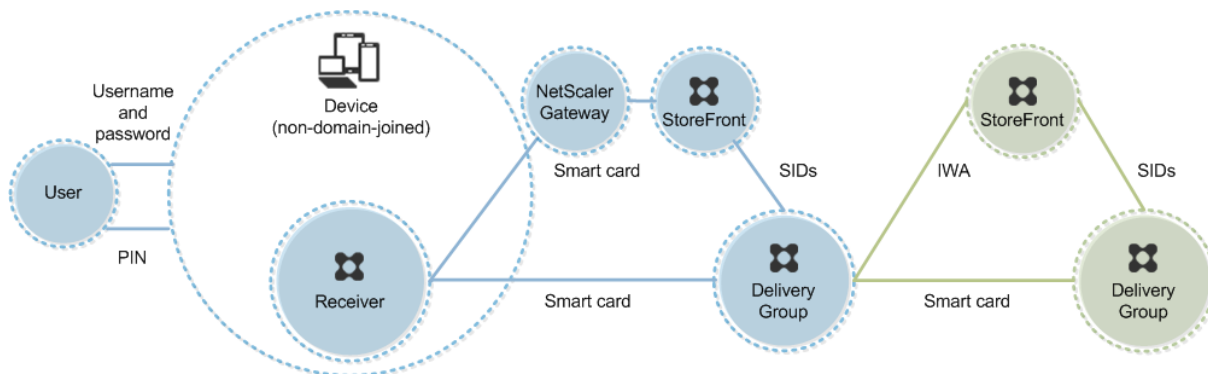 Username
and
password
User
PIN
Device
(non-domain-joined)
Receiver
NetScaler
Gateway
StoreFront
Smart card
SIDs
Smart card
Delivery
Group
StoreFront
IWA
SIDs
Smart card
Delivery
Group